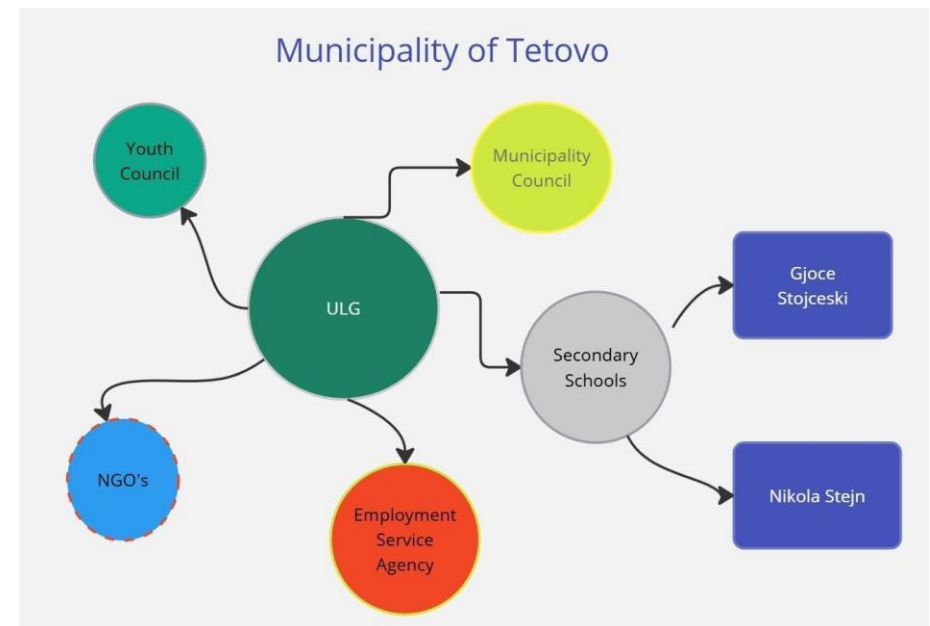 Municipality of Tetovo
Youth
Council
Municipality
Council
ULG
Gjoce
Stojceski
Secondary
Schools
NGO's
Nikola Stejn
Employment
Service
Agency